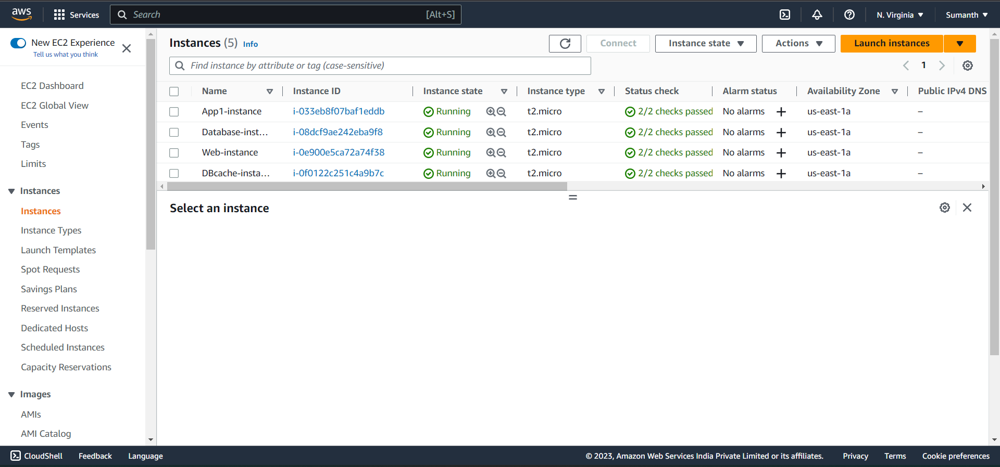 aws Services Search [Alt+S] N. Virginia Sumanth
New EC2 Experience
Tell us what you think
EC2 Dashboard
EC2 Global View
Events
Tags
Limits
Instances
Instances
Instance Types
Launch Templates
Spot Requests
Savings Plans
Reserved Instances
Dedicated Hosts
Scheduled Instances
Capacity Reservations
Images
AMIs
AMI Catalog
Instances (5) Info Connect Instance state Actions Launch instances
Find instance by attribute or tag (case-sensitive) 1
Name Instance ID Instance state Instance type Status check Alarm status Availability Zone Public IPv4 DNS
App1-instance i-033eb8f07baf1eddb Running t2.micro 2/2 checks passed No alarms + us-east-1a –
Database-inst… i-08dcf9ae242eba9f8 Running t2.micro 2/2 checks passed No alarms + us-east-1a –
Web-instance i-0e900e5ca72a74f38 Running t2.micro 2/2 checks passed No alarms + us-east-1a –
DBcache-insta… i-0f0122c251c4a9b7c Running t2.micro 2/2 checks passed No alarms + us-east-1a –
Select an instance
CloudShell Feedback Language © 2023, Amazon Web Services India Private Limited or its affiliates. Privacy Terms Cookie preferences